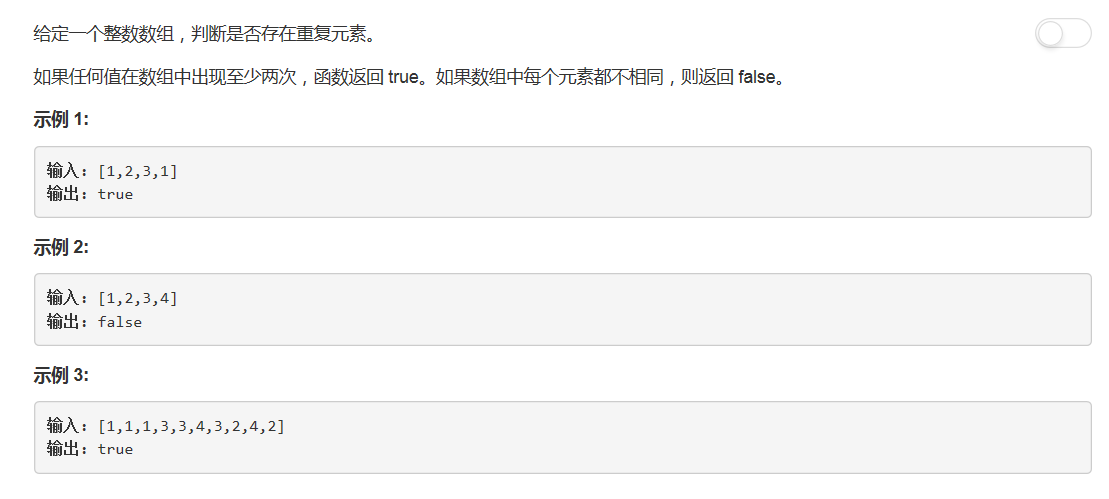 给定一个整数数组，判断是否存在重复元素。
如果任何值在数组中出现至少两次，函数返回 true。如果数组中每个元素都不相同，则返回 false。
示例 1:
输入: [1,2,3,1]
输出: true
示例 2:
输入: [1,2,3,4]
输出: false
示例 3:
输入: [1,1,1,3,3,4,3,2,4,2]
输出: true